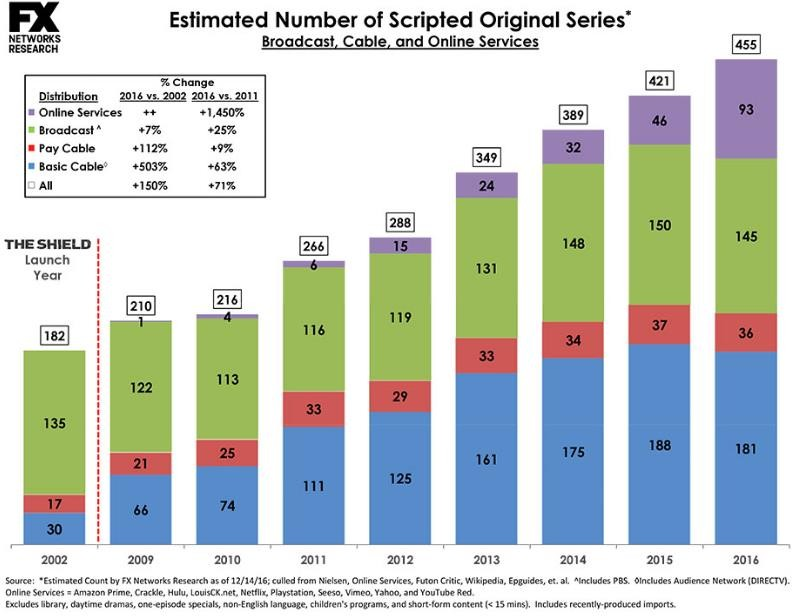 FX
NETWORKS
RESEARCH
Estimated Number of Scripted Original Series*
Broadcast, Cable, and Online Services
% Change
Distribution 2016 vs. 2002 2016 vs. 2011
Online Services ++ +1,450%
Broadcast ^ +7% +25%
Pay Cable +112% +9%
Basic Cable◊ +503% +63%
All +150% +71%
THE SHIELD
Launch
Year
182
135
17
30
210
1
122
21
66
216
4
113
25
74
266
6
116
33
111
288
15
119
29
125
349
24
131
33
161
389
32
148
34
175
421
46
150
37
188
455
93
145
36
181
2002 2009 2010 2011 2012 2013 2014 2015 2016
Source: *Estimated Count by FX Networks Research as of 12/14/16; culled from Nielsen, Online Services, Futon Critic, Wikipedia, Epguides, et. al. ^Includes PBS. ◊Includes Audience Network (DIRECTV).
Online Services = Amazon Prime, Crackle, Hulu, LouisCK.net, Netflix, Playstation, Seeso, Vimeo, Yahoo, and YouTube Red.
Excludes library, daytime dramas, one-episode specials, non-English language, children's programs, and short-form content (< 15 mins). Includes recently-produced imports.